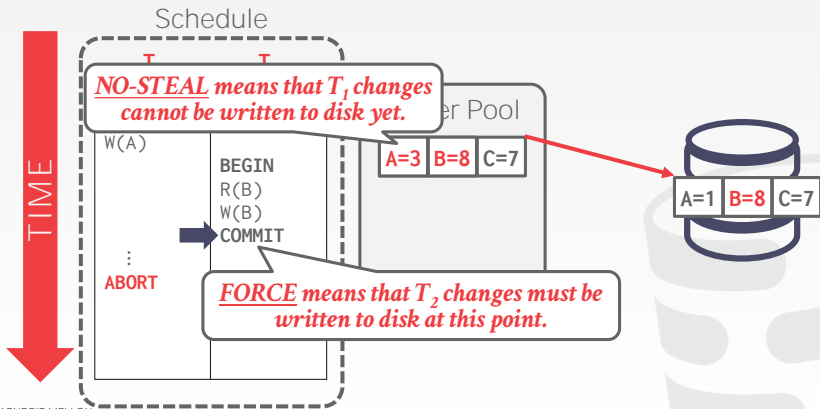 Schedule
T T
NO-STEAL means that T1 changes
cannot be written to disk yet.
er Pool
W(A)
A=3 B=8 C=7
BEGIN
R(B)
W(B)
COMMIT
⋮
ABORT
A=1 B=8 C=7
FORCE means that T2 changes must be
written to disk at this point.
TIME